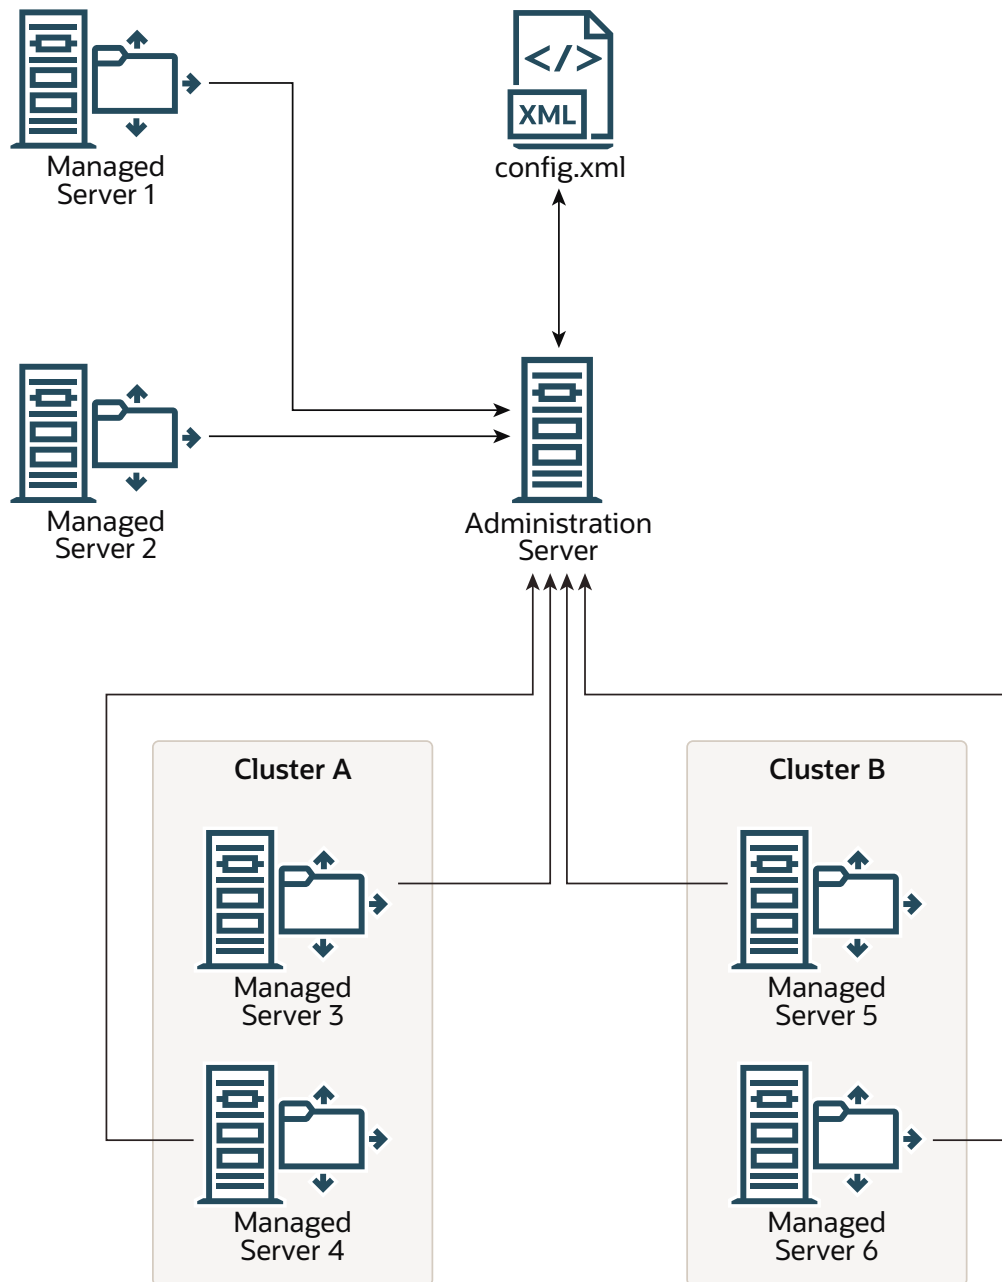 </>
XML
config.xml
Managed
Server 1
Managed
Server 2
Administration
Server
Cluster A
Managed
Server 3
Managed
Server 4
Cluster B
Managed
Server 5
Managed
Server 6